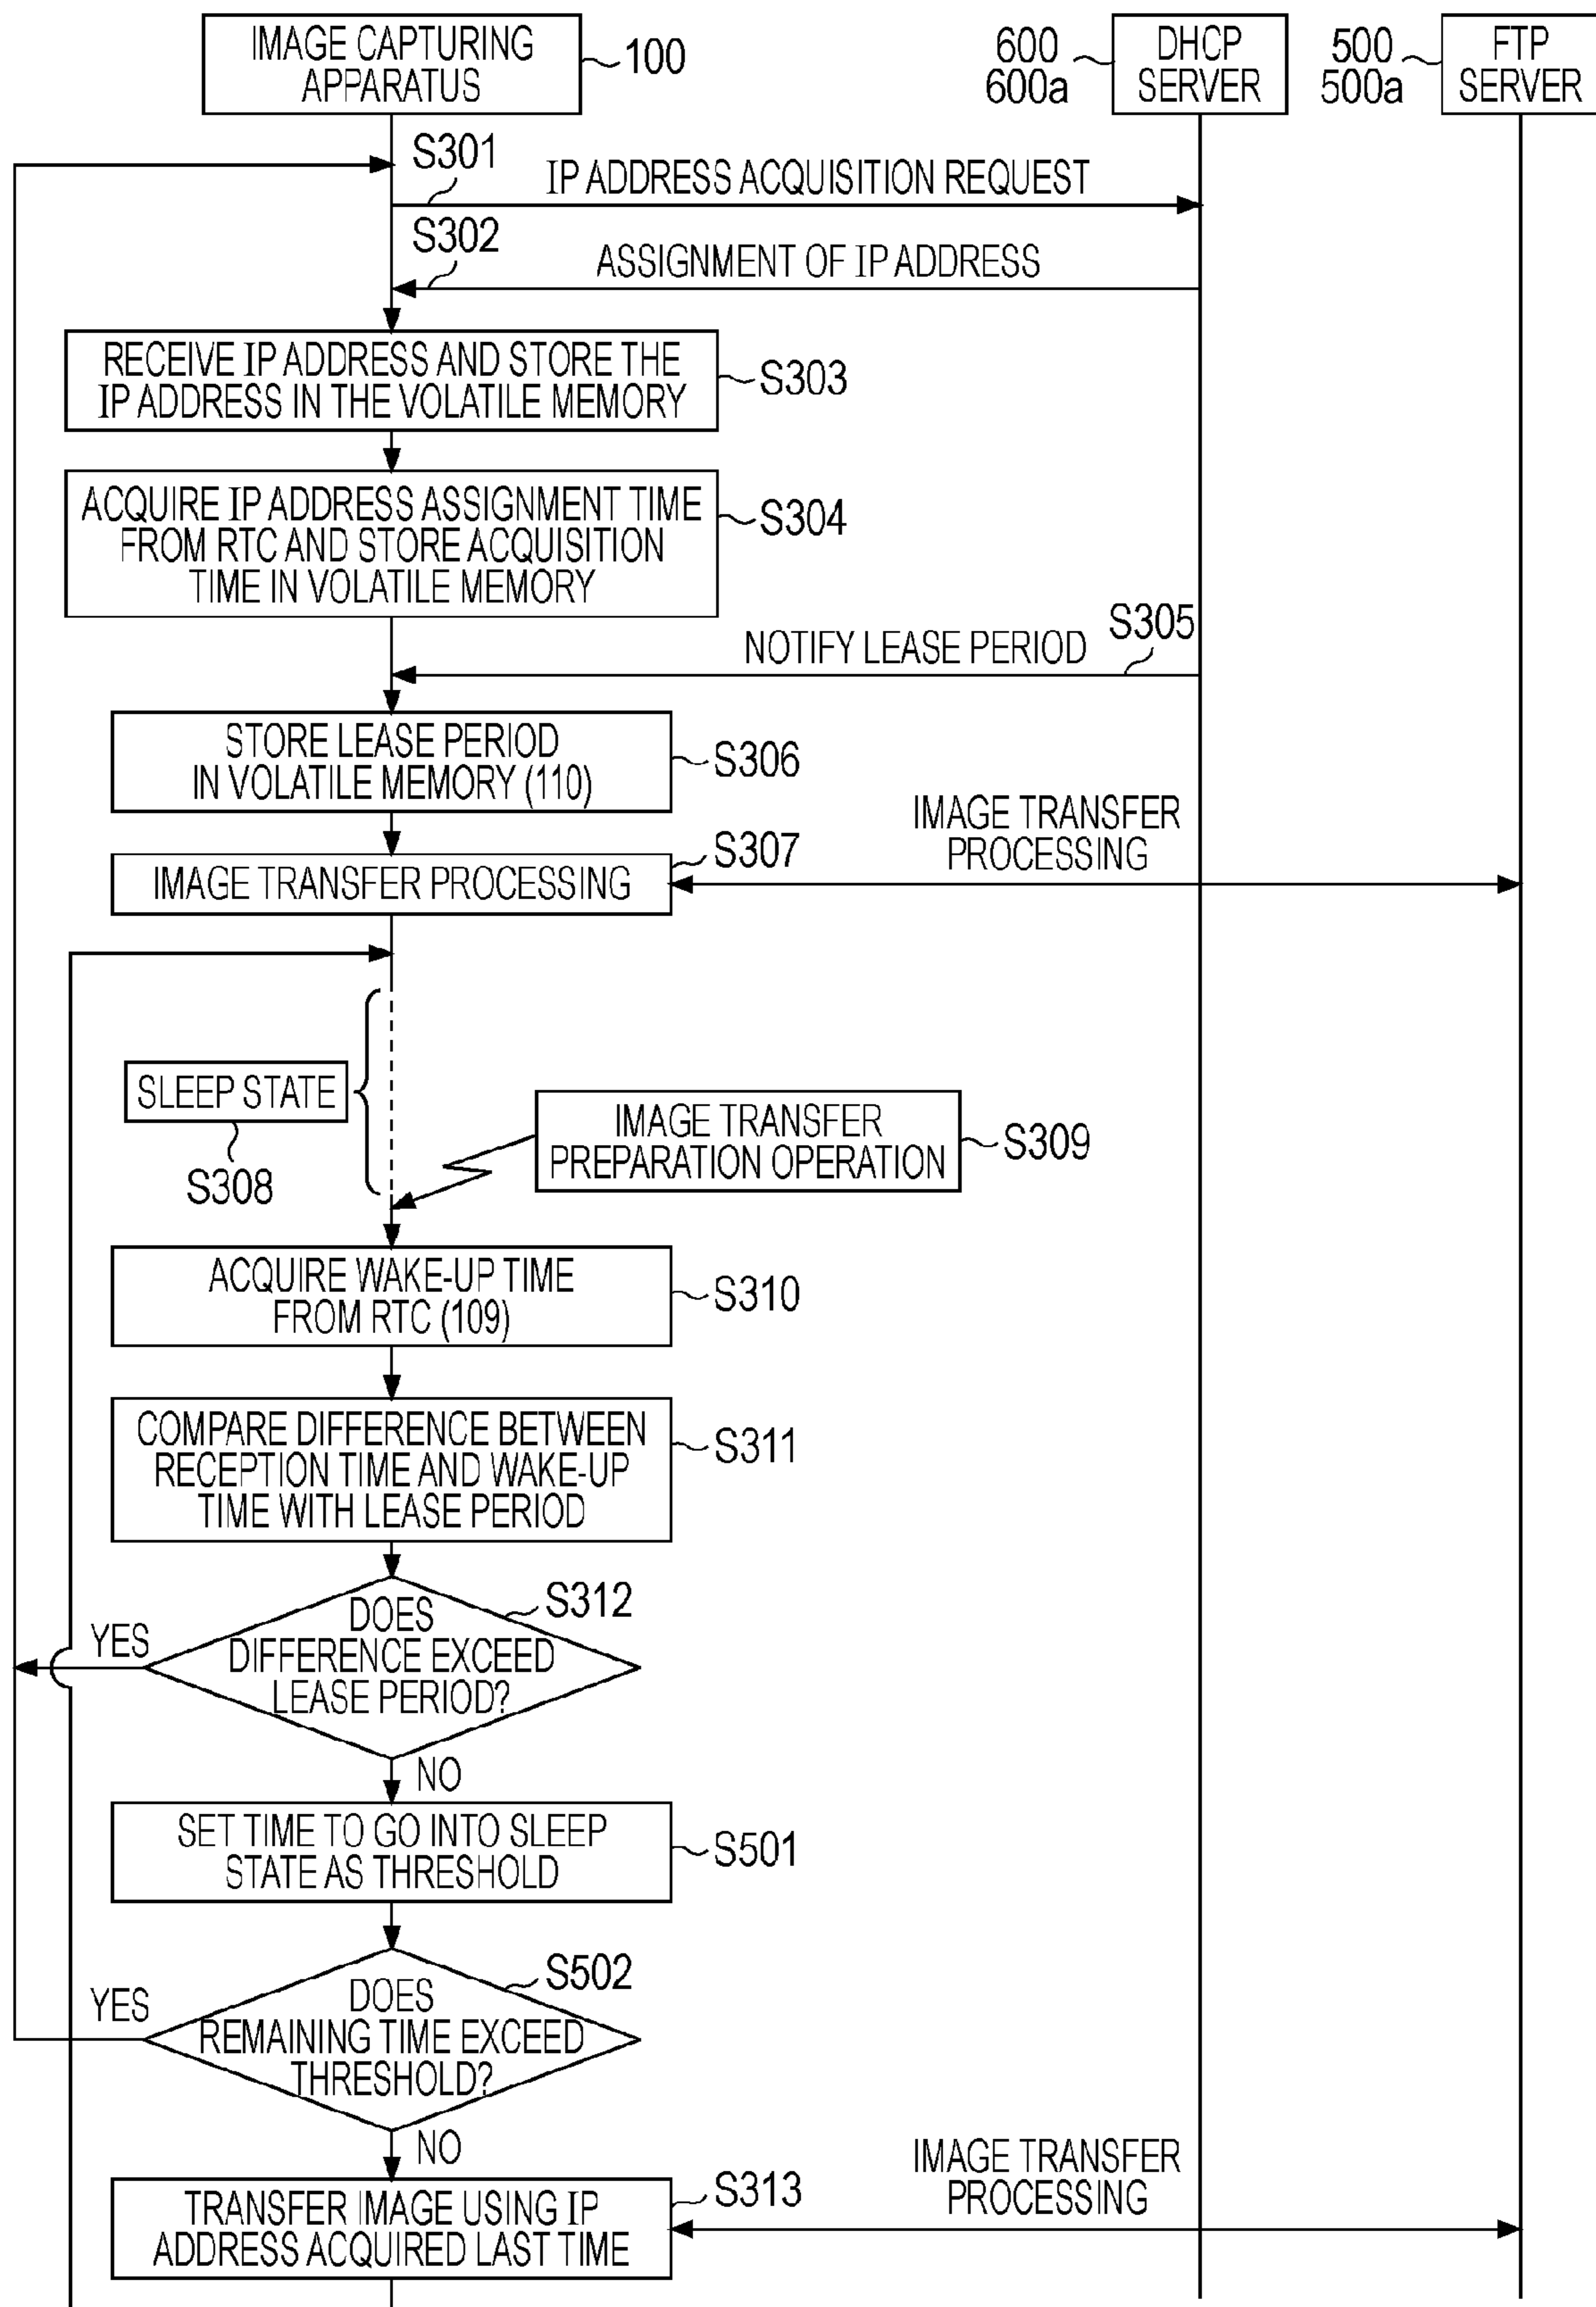 IMAGE CAPTURING
APPARATUS
100
600
600a
DHCP
SERVER
500
500a
FTP
SERVER
S301
IP ADDRESS ACQUISITION REQUEST
S302
ASSIGNMENT OF IP ADDRESS
RECEIVE IP ADDRESS AND STORE THE
IP ADDRESS IN THE VOLATILE MEMORY
S303
ACQUIRE IP ADDRESS ASSIGNMENT TIME
FROM RTC AND STORE ACQUISITION
TIME IN VOLATILE MEMORY
S304
NOTIFY LEASE PERIOD
S305
STORE LEASE PERIOD
IN VOLATILE MEMORY (110)
S306
IMAGE TRANSFER PROCESSING
S307
IMAGE TRANSFER
PROCESSING
SLEEP STATE
S308
IMAGE TRANSFER
PREPARATION OPERATION
S309
ACQUIRE WAKE-UP TIME
FROM RTC (109)
S310
COMPARE DIFFERENCE BETWEEN
RECEPTION TIME AND WAKE-UP
TIME WITH LEASE PERIOD
S311
S312
DOES
DIFFERENCE EXCEED
LEASE PERIOD?
YES
NO
SET TIME TO GO INTO SLEEP
STATE AS THRESHOLD
S501
S502
DOES
REMAINING TIME EXCEED
THRESHOLD?
YES
NO
TRANSFER IMAGE USING IP
ADDRESS ACQUIRED LAST TIME
S313
IMAGE TRANSFER
PROCESSING